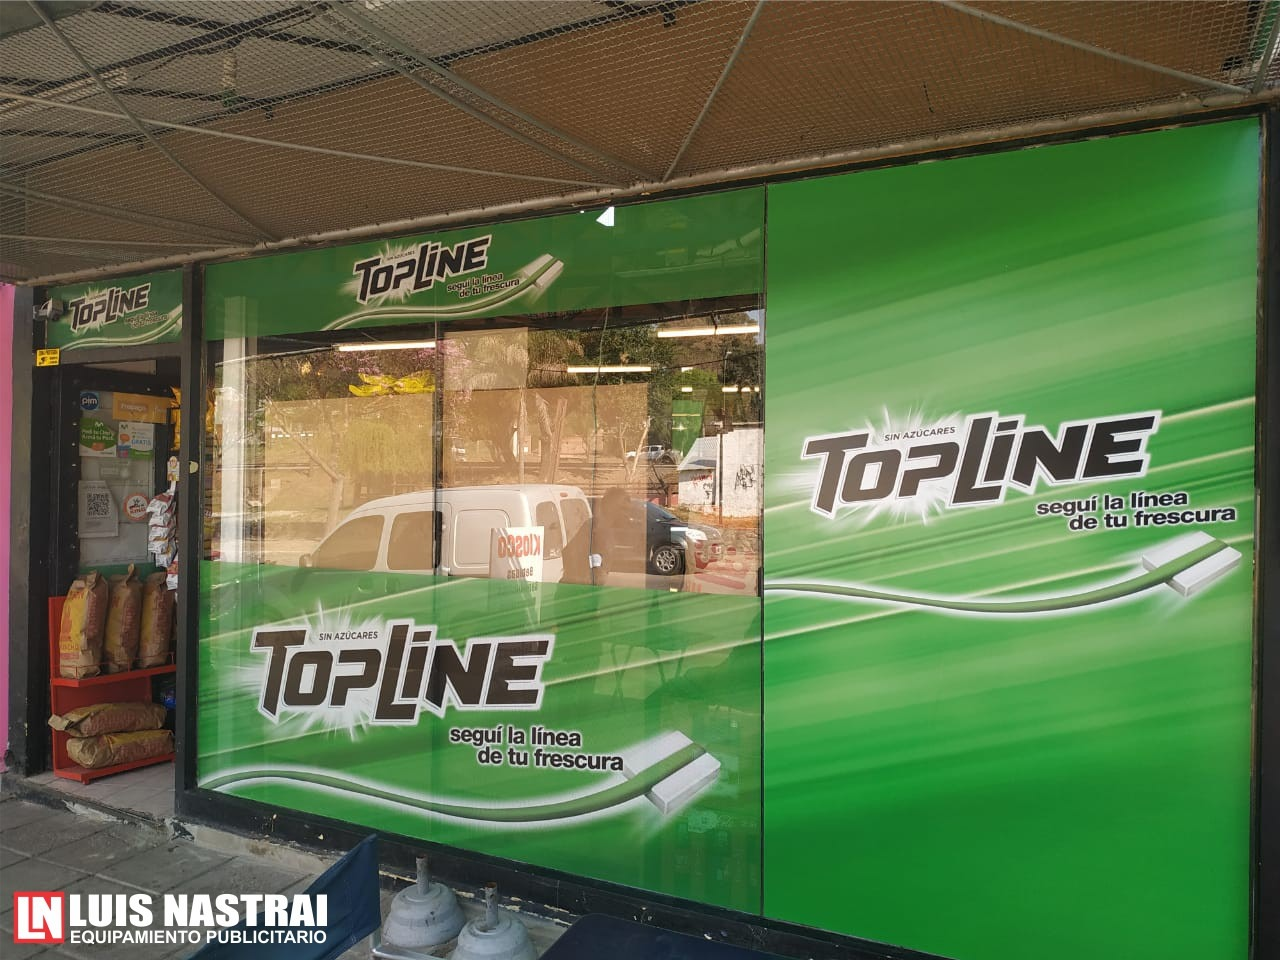 SIN AZÚCARES
TOPLINE
seguí la línea
de tu frescura
TOPLINE
pim
SIN AZÚCARES
TOPLINE
seguí la línea
de tu frescura
KIOSCO
SIN AZÚCARES
TOPLINE
seguí la línea
de tu frescura
LN LUIS NASTRAI
EQUIPAMIENTO PUBLICITARIO